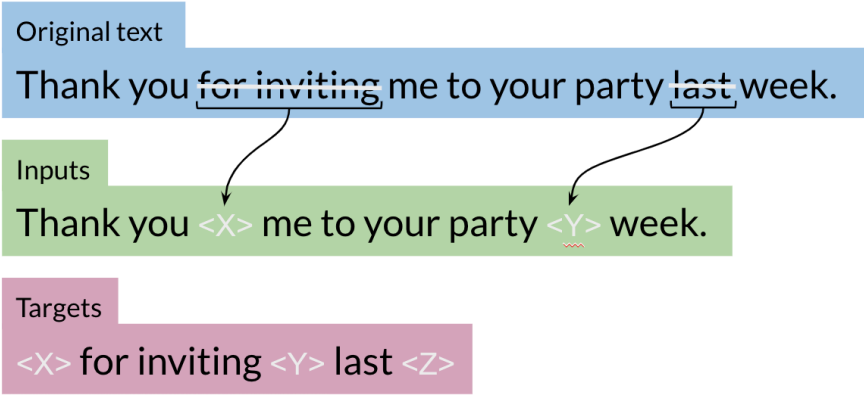 Original text
Thank you for inviting me to your party last week.
Inputs
Thank you <X> me to your party <Y> week.
Targets
<X> for inviting <Y> last <Z>